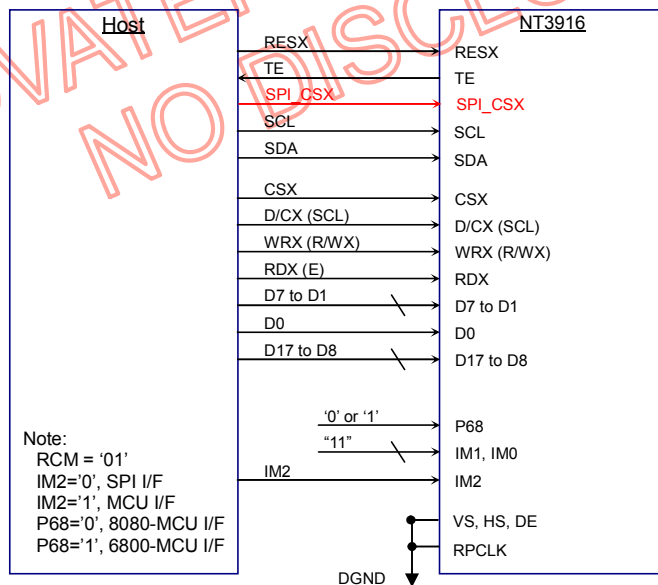 Host
NT3916
RESX
RESX
TE
TE
SPI_CSX
SPI_CSX
SCL
SCL
SDA
SDA
CSX
CSX
D/CX (SCL)
D/CX (SCL)
WRX (R/WX)
WRX (R/WX)
RDX (E)
RDX
D7 to D1
D7 to D1
D0
D0
D17 to D8
D17 to D8
'0' or '1'
P68
"11"
IM1, IM0
IM2
IM2
Note:
RCM = '01'
IM2='0', SPI I/F
IM2='1', MCU I/F
P68='0', 8080-MCU I/F
P68='1', 6800-MCU I/F
VS, HS, DE
RPCLK
DGND
NO DISCL